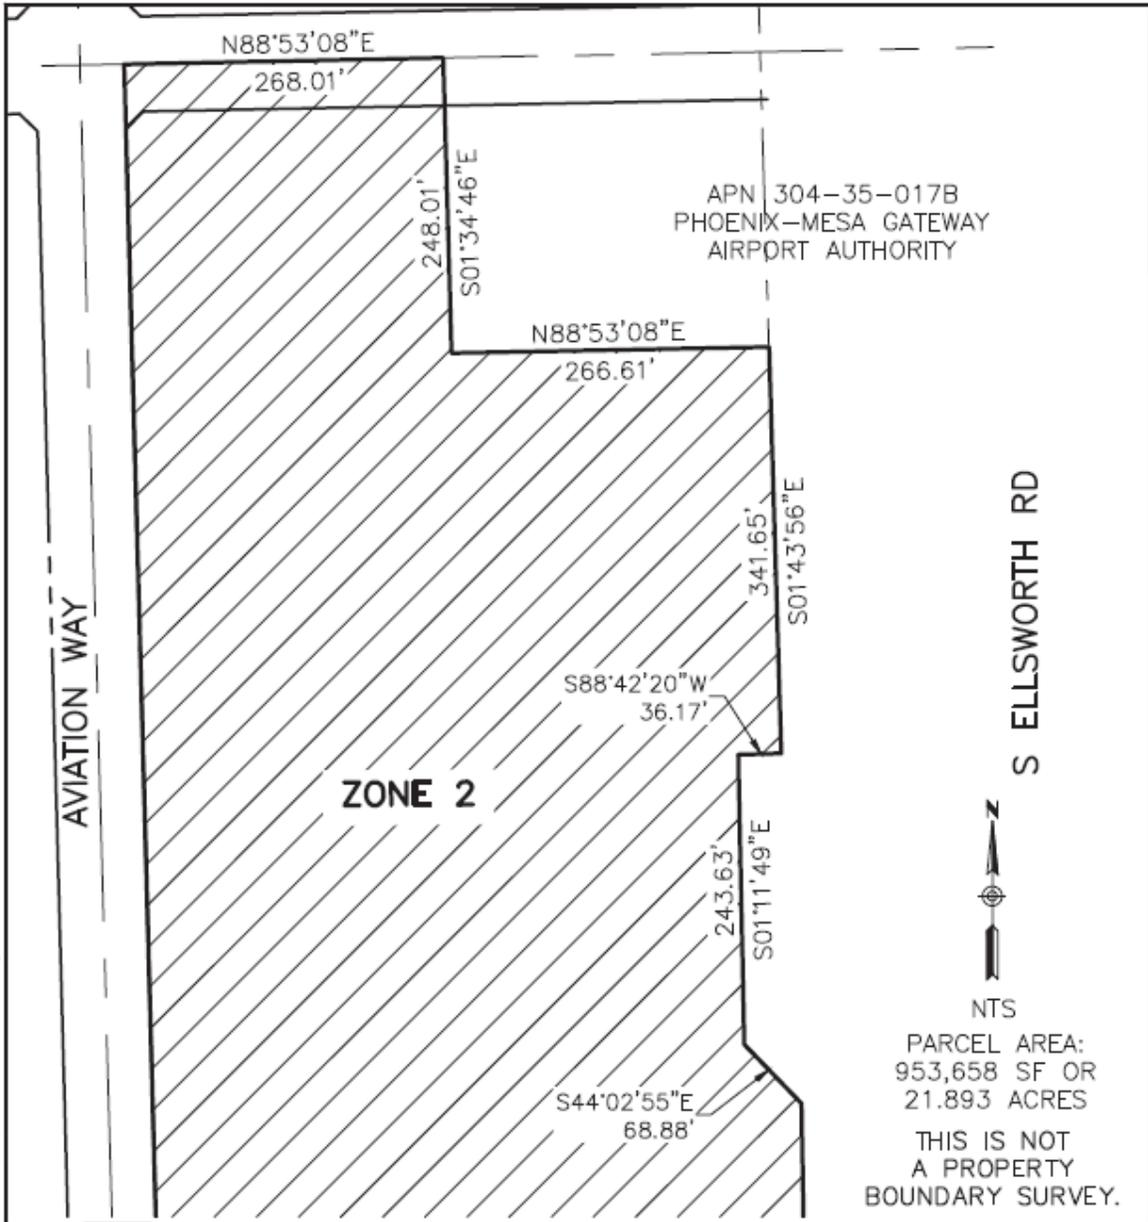 N88°53'08"E
268.01'
248.01'
S01°34'46"E
APN 304-35-017B
PHOENIX-MESA GATEWAY
AIRPORT AUTHORITY
N88°53'08"E
266.61'
341.65'
S01°43'56"E
S ELLSWORTH RD
AVIATION WAY
S88°42'20"W
36.17'
ZONE 2
243.63'
S01°11'49"E
N
NTS
PARCEL AREA:
953,658 SF OR
21.893 ACRES
S44°02'55"E
68.88'
THIS IS NOT
A PROPERTY
BOUNDARY SURVEY.